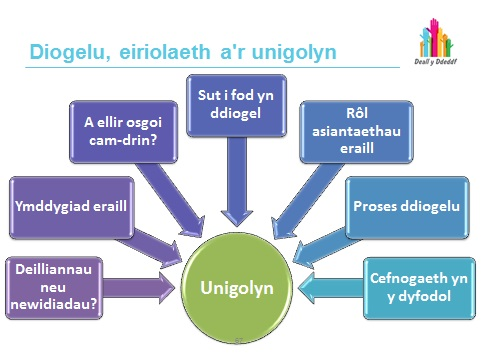 Diogelu, eiriolaeth a'r unigolyn
Deall y Ddeddf
Sut i fod yn
ddiogel
A ellir osgoi
cam-drin?
Rôl
asiantaethau
eraill
Ymddygiad eraill
Proses ddiogelu
Deilliannau
neu
newidiadau?
Unigolyn
Cefnogaeth yn
y dyfodol